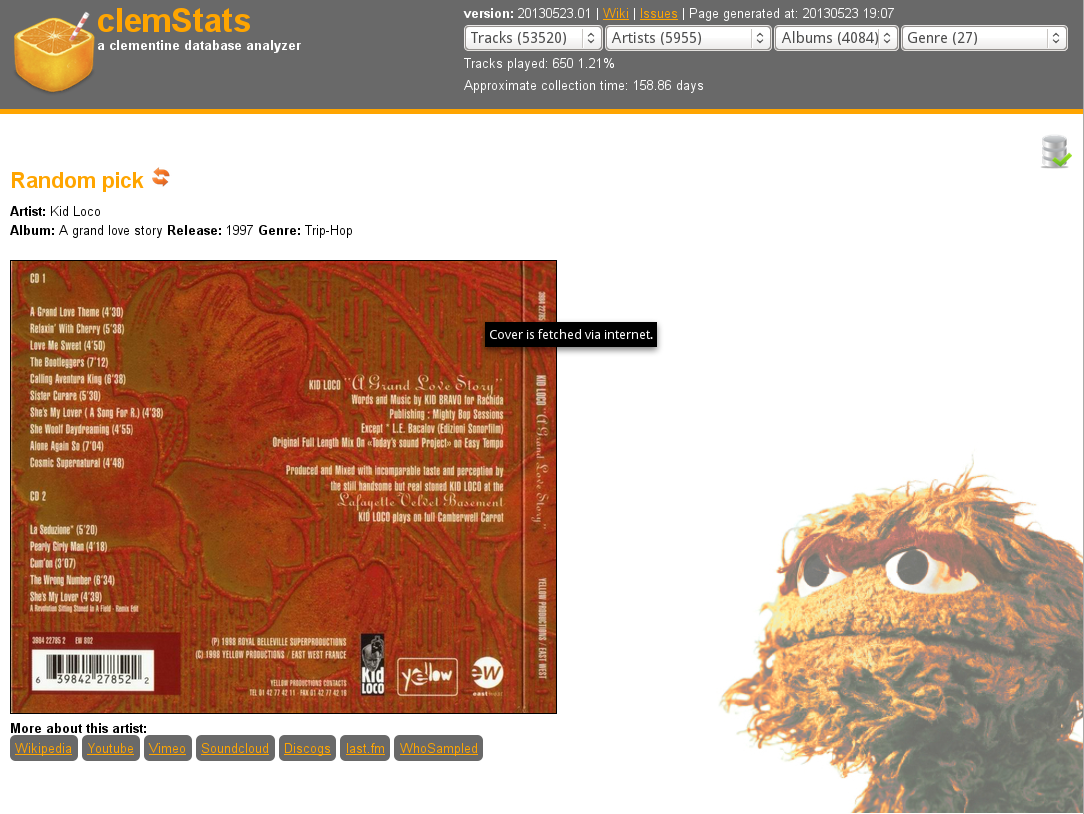 clemStats
a clementine database analyzer
version: 20130523.01 | Wiki | Issues | Page generated at: 20130523 19:07
Tracks (53520) Artists (5955) Albums (4084) Genre (27)
Tracks played: 650 1.21%
Approximate collection time: 158.86 days
Random pick
Artist: Kid Loco
Album: A grand love story Release: 1997 Genre: Trip-Hop
Cover is fetched via internet.
CD 1
A Grand Love Theme (4'30)
Relaxin' With Cherry (5'38)
Love Me Sweet (4'50)
The Bootleggers (7'12)
Calling Aventura King (6'38)
Sister Curare (5'30)
She's My Lover ( A Song For R.) (4'38)
She Woolf Daydreaming (4'55)
Alone Again So (7'04)
Cosmic Supernatural (4'48)
CD 2
La Seduzione* (5'20)
Pearly Girly Man (4'18)
Cum'on (3'07)
The Wrong Number (6'34)
She's My Lover (4'39)
A Revolution Sitting Stoned In A Field - Remix Edit
KID LOCO "A Grand Love Story"
Words and Music by KID BRAVO for Rachida
Publishing : Mighty Bop Sessions
Except * L.E. Bacalov (Edizioni Sonorfilm)
Original Full Length Mix On «Today's sound Project» on Easy Tempo
Produced and Mixed with incomparable taste and perception by
the still handsome but real stoned KID LOCO at the
Lafayette Velvet Basement
KID LOCO plays on full Camberwell Carrot
3984 22785 2 EW 802
6 39842 27852 2
(P) 1998 ROYAL BELLEVILLE SUPERPRODUCTIONS
(C) 1998 YELLOW PRODUCTIONS / EAST WEST FRANCE
YELLOW PRODUCTIONS CONTACTS
TEL 01 42 77 42 11 - FAX 01 42 77 42 19
Kid
LOCO
yellow
ew
eastwest
3984 22785
KID LOCO "A Grand Love Story"
YELLOW PRODUCTIONS / EAST WEST
More about this artist:
Wikipedia Youtube Vimeo Soundcloud Discogs last.fm WhoSampled